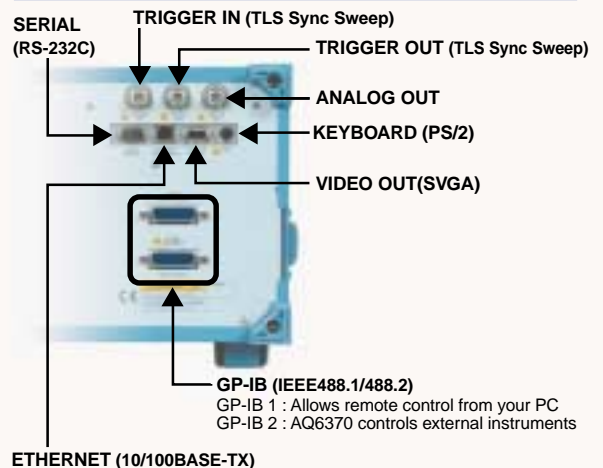 SERIAL
(RS-232C)
TRIGGER IN (TLS Sync Sweep)
TRIGGER OUT (TLS Sync Sweep)
ANALOG OUT
KEYBOARD (PS/2)
VIDEO OUT(SVGA)
GP-IB (IEEE488.1/488.2)
GP-IB 1 : Allows remote control from your PC
GP-IB 2 : AQ6370 controls external instruments
ETHERNET (10/100BASE-TX)